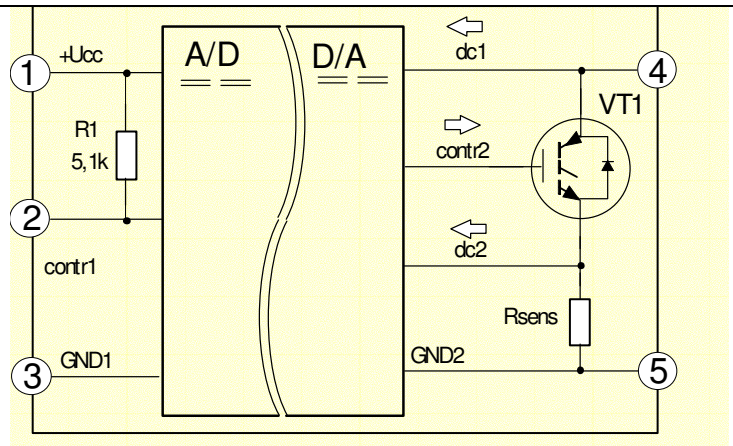 +Ucc
A/D
D/A
dc1
1
4
VT1
R1
5,1k
contr2
2
dc2
contr1
Rsens
GND1
GND2
3
5